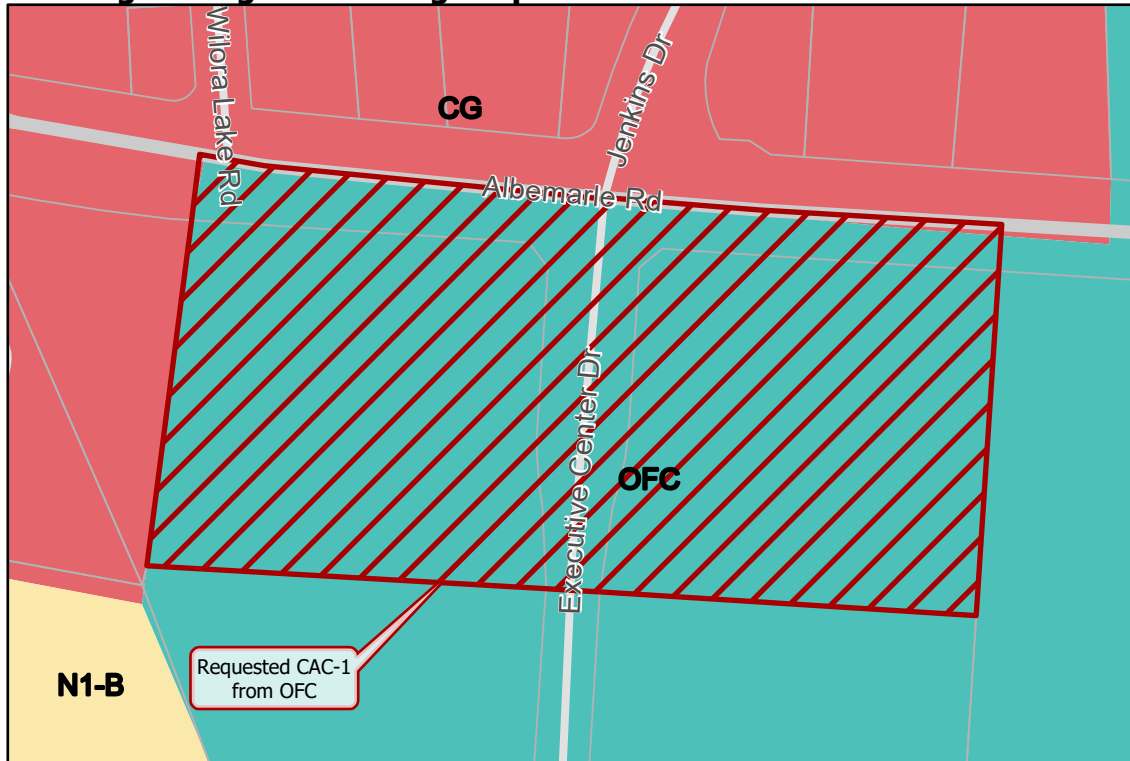 Wilora Lake Rd
CG
Jenkins Dr
Albemarle Rd
Executive Center Dr
OFC
Requested CAC-1
from OFC
N1-B